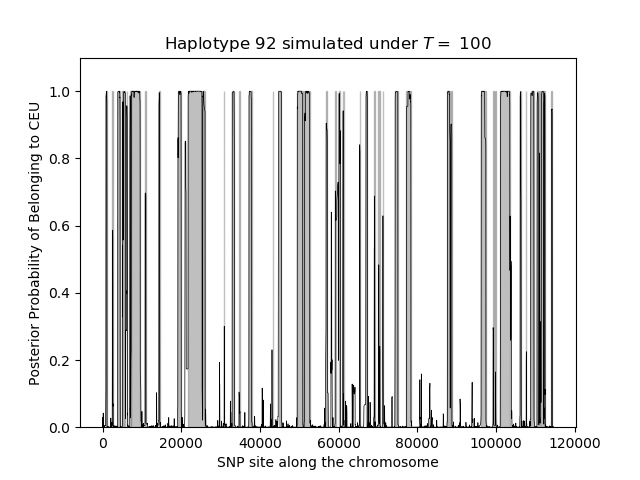 Haplotype 92 simulated under T = 100
Posterior Probability of Belonging to CEU
1.0
0.8
0.6
0.4
0.2
0.0
0 20000 40000 60000 80000 100000 120000
SNP site along the chromosome